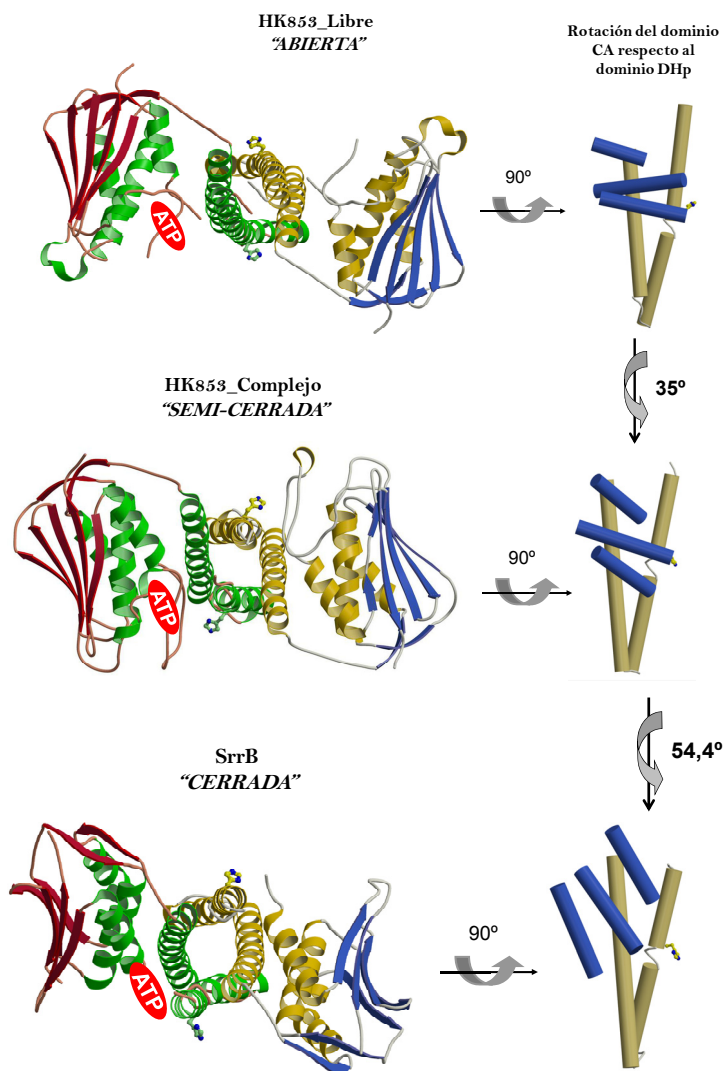 HK853_Libre
“ABIERTA”
Rotación del dominio
CA respecto al
dominio DHp
ATP
90º
35º
HK853_Complejo
“SEMI-CERRADA”
ATP
90º
54,4º
SrrB
“CERRADA”
ATP
90º